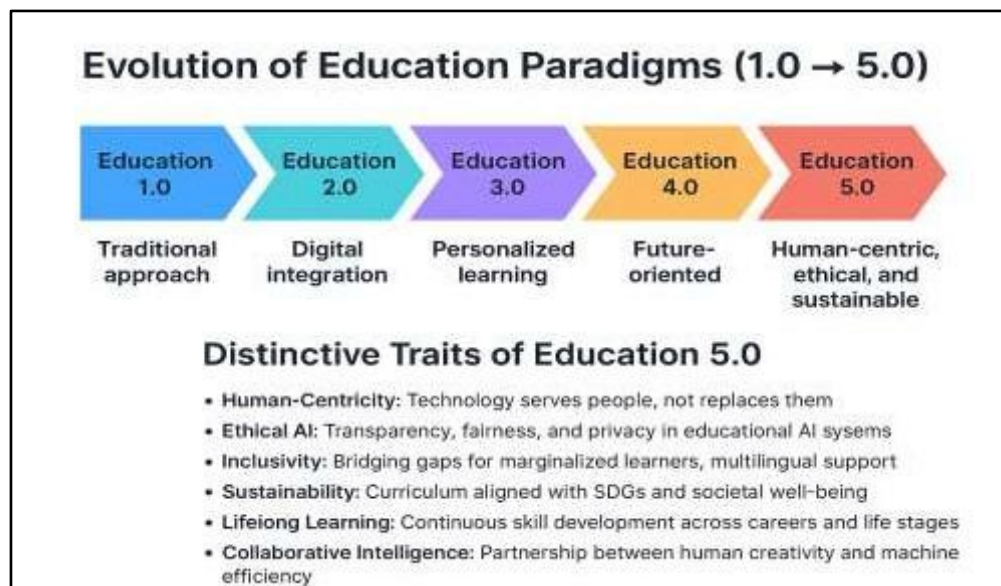 Evolution of Education Paradigms (1.0 → 5.0)
Education 1.0
Education 2.0
Education 3.0
Education 4.0
Education 5.0
Traditional approach
Digital integration
Personalized learning
Future-oriented
Human-centric, ethical, and sustainable
Distinctive Traits of Education 5.0
• Human-Centricity: Technology serves people, not replaces them
• Ethical AI: Transparency, fairness, and privacy in educational AI sysems
• Inclusivity: Bridging gaps for marginalized learners, multilingual support
• Sustainability: Curriculum aligned with SDGs and societal well-being
• Lifeiong Learning: Continuous skill development across careers and life stages
• Collaborative Intelligence: Partnership between human creativity and machine
efficiency